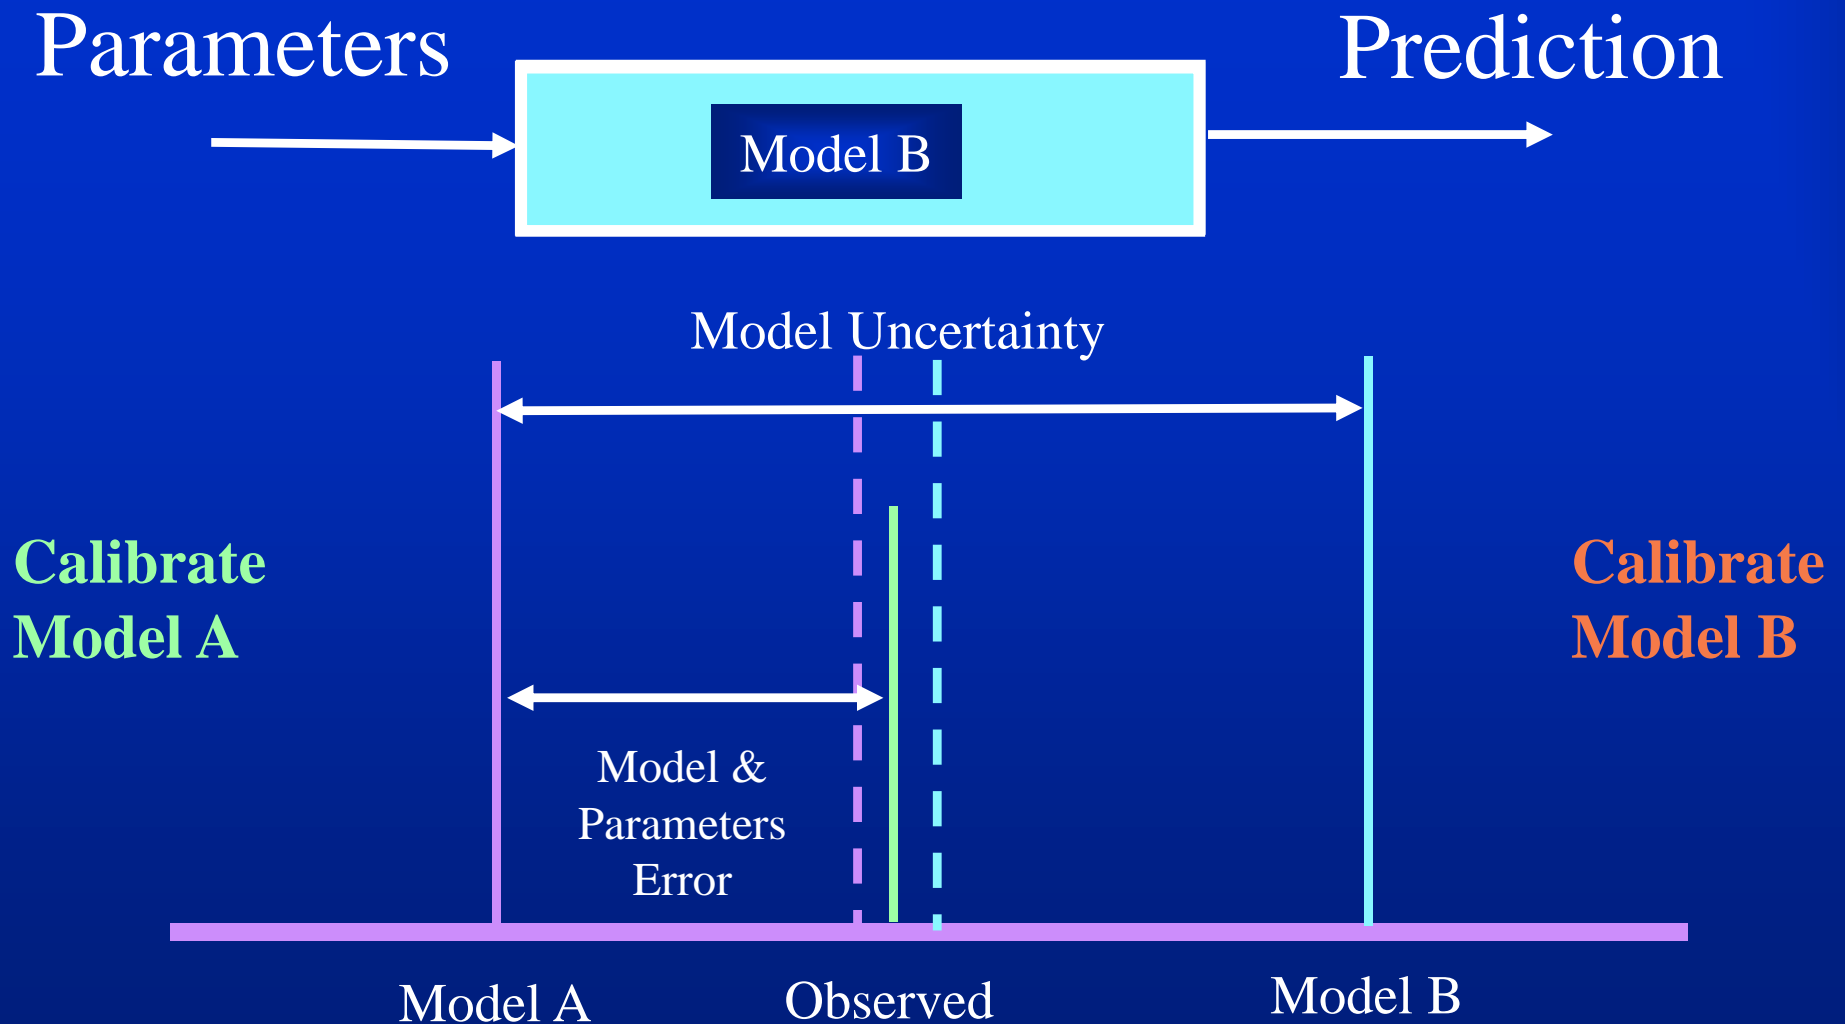 Parameters
Prediction
Model B
Model Uncertainty
Calibrate
Model A
Calibrate
Model B
Model &
Parameters
Error
Model A
Observed
Model B